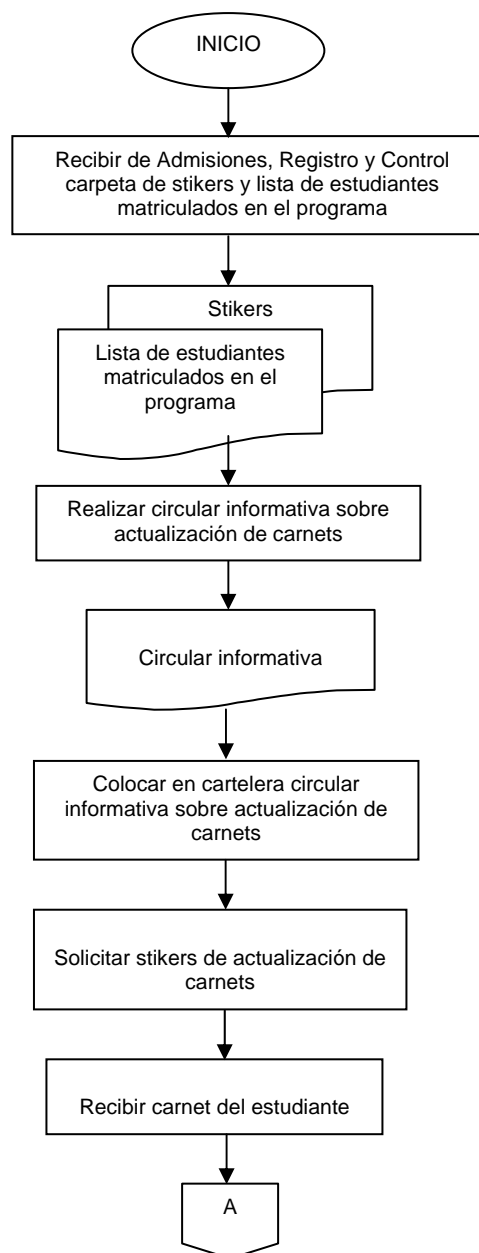 INICIO
Recibir de Admisiones, Registro y Control
carpeta de stikers y lista de estudiantes
matriculados en el programa
Stikers
Lista de estudiantes
matriculados en el
programa
Realizar circular informativa sobre
actualización de carnets
Circular informativa
Colocar en cartelera circular
informativa sobre actualización de
carnets
Solicitar stikers de actualización de
carnets
Recibir carnet del estudiante
A